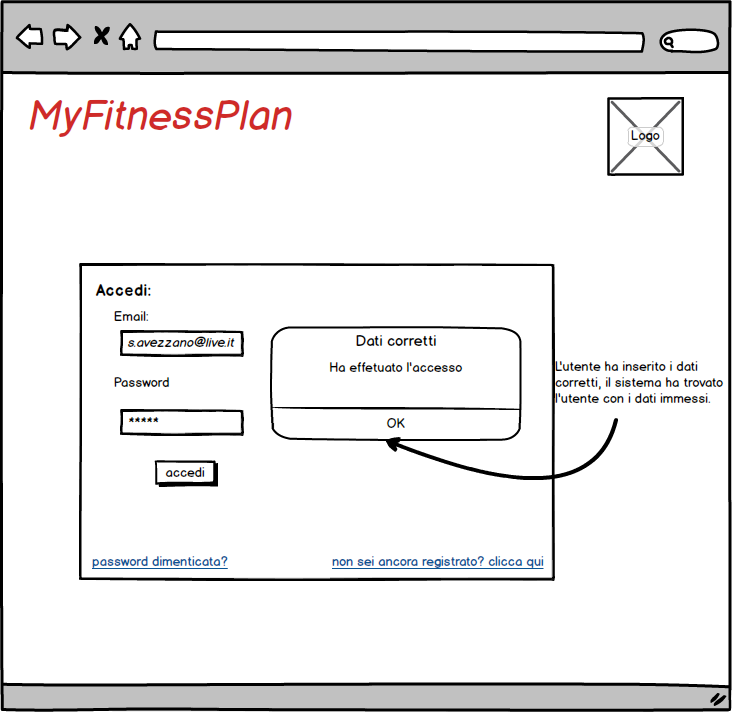 MyFitnessPlan
Logo
Accedi:
Email:
s.avezzano@live.it
Password
*****
accedi
Dati corretti
Ha effetuato l'accesso
OK
L'utente ha inserito i dati
corretti, il sistema ha trovato
l'utente con i dati immessi.
password dimenticata?
non sei ancora registrato? clicca qui